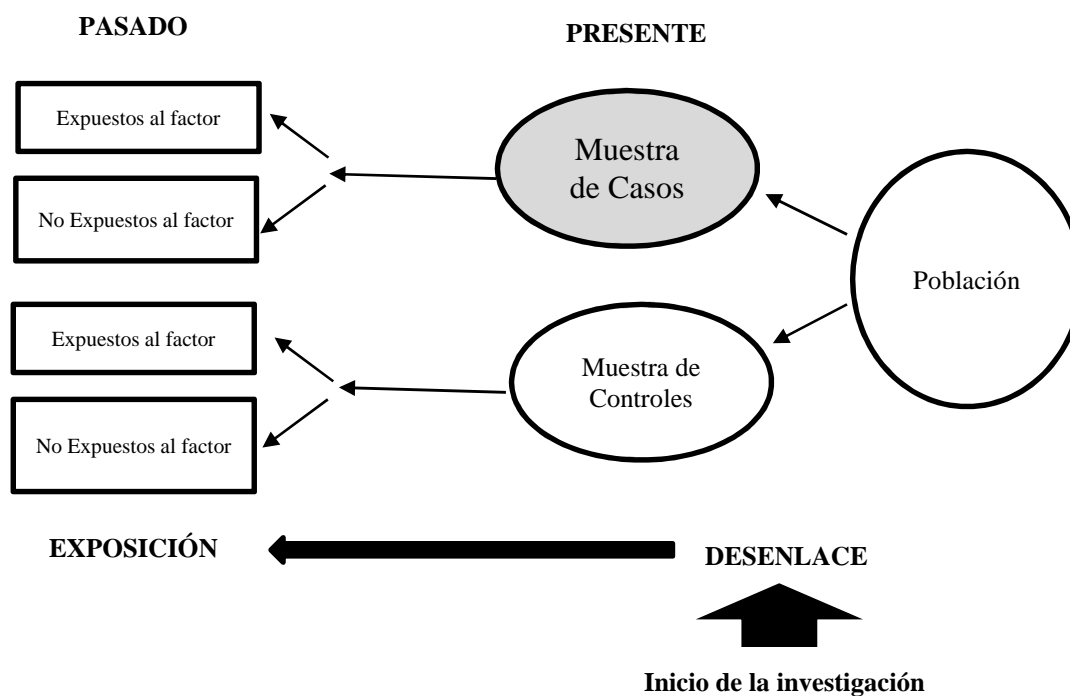 PASADO
PRESENTE
Expuestos al factor
No Expuestos al factor
Muestra
de Casos
Población
Expuestos al factor
No Expuestos al factor
Muestra de
Controles
EXPOSICIÓN
DESENLACE
Inicio de la investigación